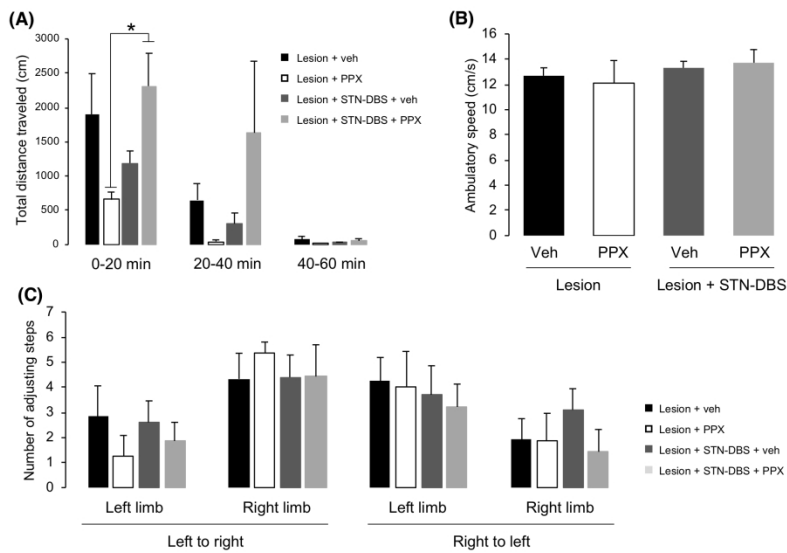 (A)
Total distance traveled (cm)
3000
2500
2000
1500
1000
500
0
*
Lesion + veh
Lesion + PPX
Lesion + STN-DBS + veh
Lesion + STN-DBS + PPX
0-20 min 20-40 min 40-60 min
(B)
Ambulatory speed (cm/s)
16
14
12
10
8
6
4
2
0
Veh PPX Veh PPX
Lesion Lesion + STN-DBS
(C)
Number of adjusting steps
7
6
5
4
3
2
1
0
Lesion + veh
Lesion + PPX
Lesion + STN-DBS + veh
Lesion + STN-DBS + PPX
Left limb Right limb Left limb Right limb
Left to right Right to left